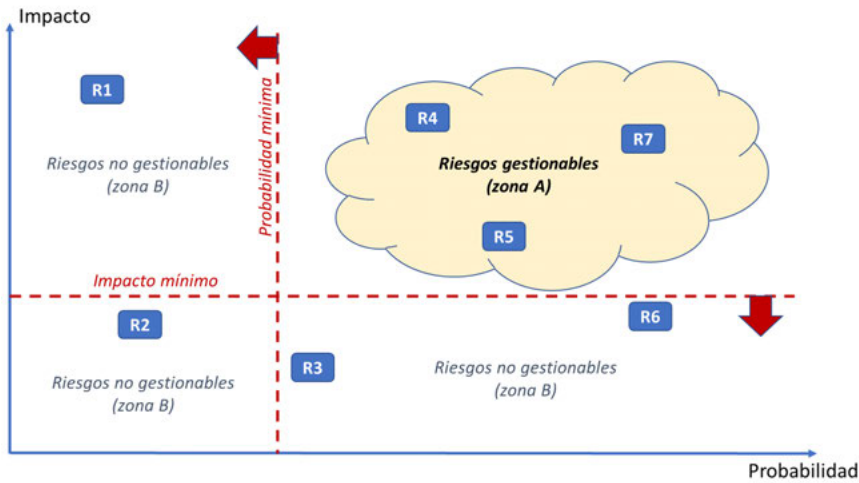 Impacto
R1
Probabilidad mínima
R4
R7
Riesgos no gestionables
(zona B)
Riesgos gestionables
(zona A)
R5
Impacto mínimo
R2
R6
R3
Riesgos no gestionables
(zona B)
Riesgos no gestionables
(zona B)
Probabilidad